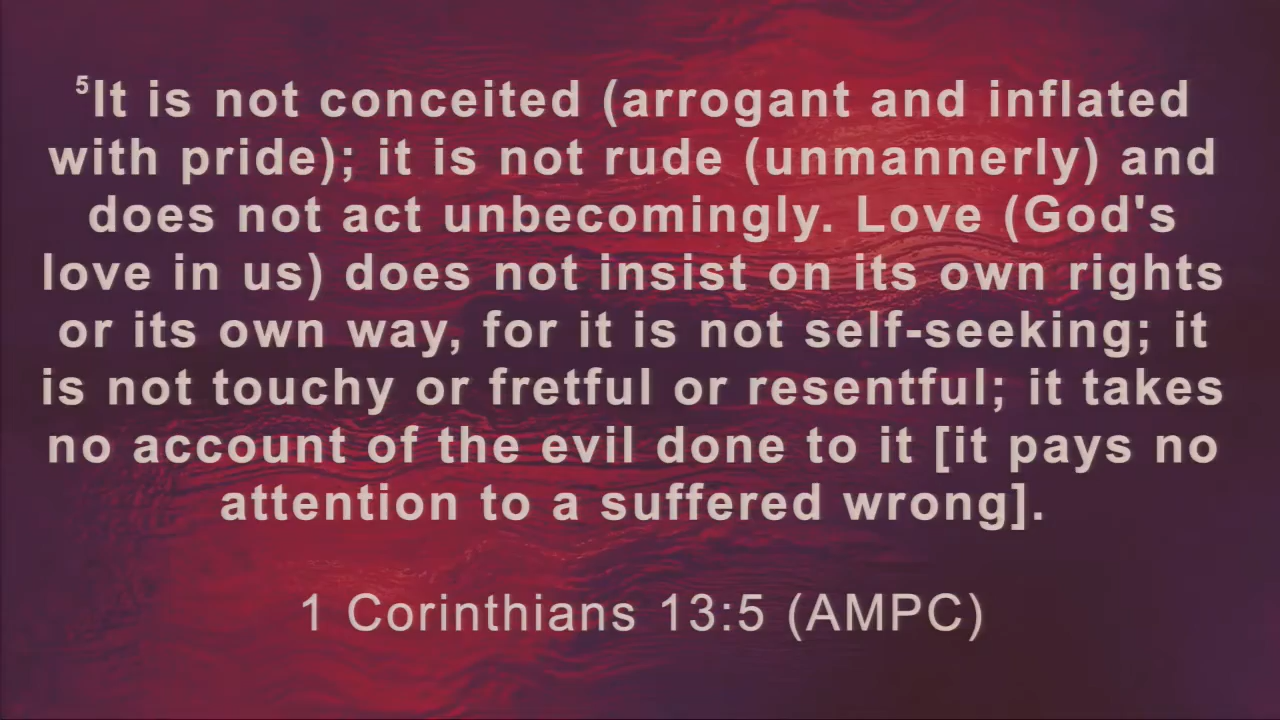 ⁵It is not conceited (arrogant and inflated
with pride); it is not rude (unmannerly) and
does not act unbecomingly. Love (God's
love in us) does not insist on its own rights
or its own way, for it is not self-seeking; it
is not touchy or fretful or resentful; it takes
no account of the evil done to it [it pays no
attention to a suffered wrong].
1 Corinthians 13:5 (AMPC)